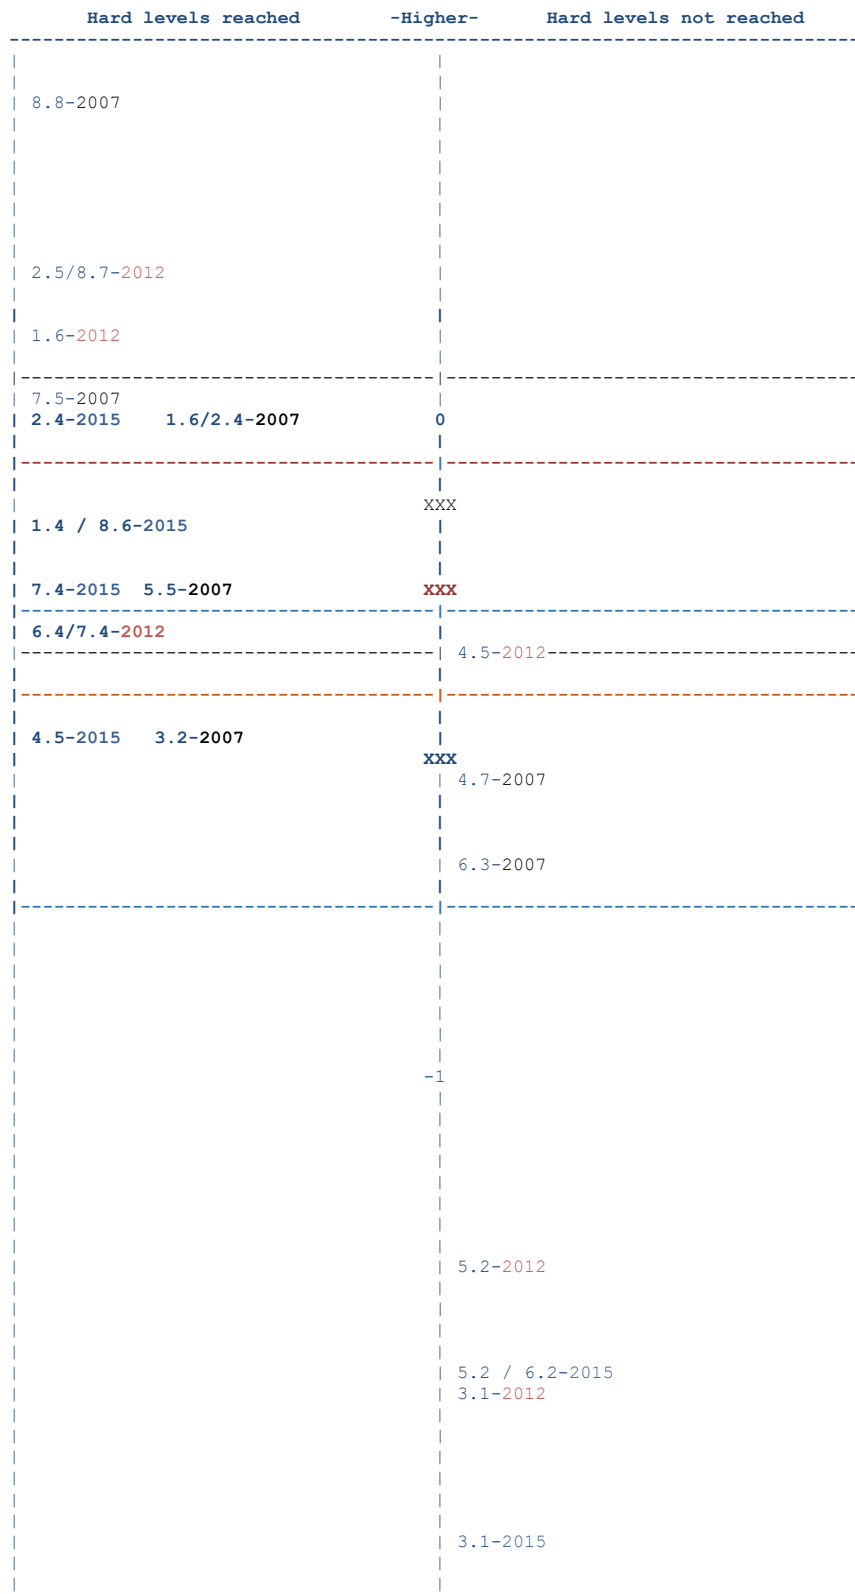 Hard levels reached -Higher- Hard levels not reached
8.8-2007
2.5/8.7-2012
1.6-2012
7.5-2007
2.4-2015 1.6/2.4-2007 0
XXX
1.4 / 8.6-2015
7.4-2015 5.5-2007 XXX
6.4/7.4-2012
4.5-2012
4.5-2015 3.2-2007
XXX
4.7-2007
6.3-2007
-1
5.2-2012
5.2 / 6.2-2015
3.1-2012
3.1-2015